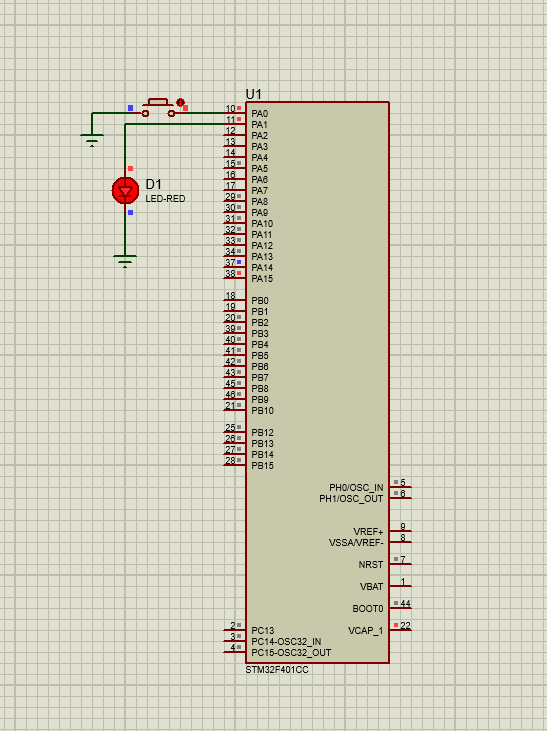 U1
10 PA0
11 PA1
12 PA2
13 PA3
14 PA4
15 PA5
16 PA6
17 PA7
29 PA8
30 PA9
31 PA10
32 PA11
33 PA12
34 PA13
37 PA14
38 PA15
D1
LED-RED
18 PB0
19 PB1
20 PB2
39 PB3
40 PB4
41 PB5
42 PB6
43 PB7
45 PB8
46 PB9
21 PB10
25 PB12
26 PB13
27 PB14
28 PB15
PH0/OSC_IN 5
PH1/OSC_OUT 6
VREF+ 9
VSSA/VREF- 8
NRST 7
VBAT 1
BOOT0 44
2 PC13 VCAP_1 22
3 PC14-OSC32_IN
4 PC15-OSC32_OUT
STM32F401CC